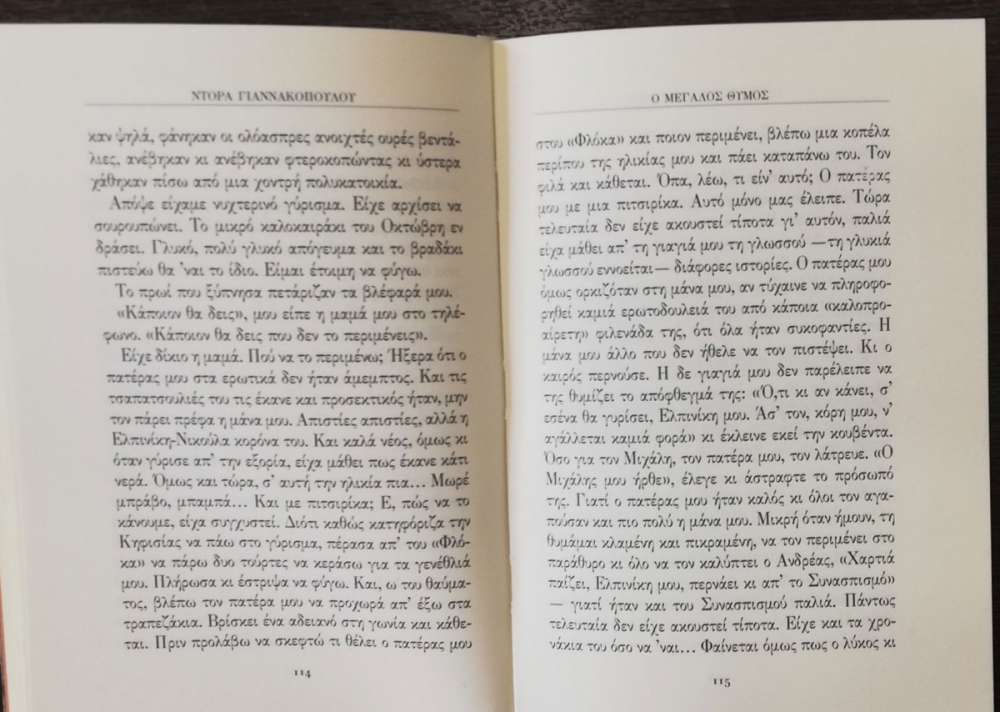 ΝΤΟΡΑ ΓΙΑΝΝΑΚΟΠΟΥΛΟΥ
καν ψηλά, φάνηκαν οι ολόασπρες ανοιχτές ουρές βεντά-
λιες, ανέβηκαν κι ανέβηκαν φτεροκοπώντας κι ύστερα
χάθηκαν πίσω από μια χοντρή πολυκατοικία.
Απόψε είχαμε νυχτερινό γύρισμα. Είχε αρχίσει να
σουρουπώνει. Το μικρό καλοκαιράκι του Οκτώβρη εν
δράσει. Γλυκό, πολύ γλυκό απόγευμα και το βραδάκι
πιστεύω θα 'ναι το ίδιο. Είμαι έτοιμη να φύγω.
Το πρωί που ξύπνησα πετάριζαν τα βλέφαρά μου.
«Κάποιον θα δεις», μου είπε η μαμά μου στο τηλέ-
φωνο. «Κάποιον θα δεις που δεν το περιμένεις».
Είχε δίκιο η μαμά. Πού να το περιμένω; Ήξερα ότι ο
πατέρας μου στα ερωτικά δεν ήταν άμεμπτος. Και τις
τσαπατσουλιές του τις έκανε και προσεκτικός ήταν, μην
τον πάρει πρέφα η μάνα μου. Απιστίες απιστίες, αλλά η
Ελπινίκη-Νικούλα κορόνα του. Και καλά νέος, όμως κι
όταν γύρισε απ' την εξορία, είχα μάθει πως έκανε κάτι
νερά. Όμως και τώρα, σ' αυτή την ηλικία πια... Μωρέ
μπράβο, μπαμπά... Και με πιτσιρίκα; Ε, πώς να το
κάνουμε, είχα συγχυστεί. Διότι καθώς κατηφόριζα την
Κηφισίας να πάω στο γύρισμα, πέρασα απ' του «Φλό-
κα» να πάρω δυο τούρτες να κεράσω για τα γενέθλιά
μου. Πλήρωσα κι έστριψα να φύγω. Και, ω του θαύμα-
τος, βλέπω τον πατέρα μου να προχωρά απ' έξω στα
τραπεζάκια. Βρίσκει ένα αδειανό στη γωνία και κάθε-
ται. Πριν προλάβω να σκεφτώ τι θέλει ο πατέρας μου
114
Ο ΜΕΓΑΛΟΣ ΘΥΜΟΣ
στου «Φλόκα» και ποιον περιμένει, βλέπω μια κοπέλα
περίπου της ηλικίας μου και πάει καταπάνω του. Τον
φιλά και κάθεται. Όπα, λέω, τι είν' αυτό; Ο πατέρας
μου με μια πιτσιρίκα. Αυτό μόνο μας έλειπε. Τώρα
τελευταία δεν είχε ακουστεί τίποτα γι' αυτόν, παλιά
είχα μάθει απ' τη γιαγιά μου τη γλωσσού —τη γλυκιά
γλωσσού εννοείται— διάφορες ιστορίες. Ο πατέρας μου
όμως ορκιζόταν στη μάνα μου, αν τύχαινε να πληροφο-
ρηθεί καμιά ερωτοδουλειά του από κάποια «καλοπρο-
αίρετη» φιλενάδα της, ότι όλα ήταν συκοφαντίες. Η
μάνα μου άλλο που δεν ήθελε να τον πιστέψει. Κι ο
καιρός περνούσε. Η δε γιαγιά μου δεν παρέλειπε να
της θυμίζει το απόφθεγμά της: «Ό,τι κι αν κάνει, σ'
εσένα θα γυρίσει, Ελπινίκη μου. Άσ' τον, κόρη μου, ν'
αγάλλεται καμιά φορά» κι έκλεινε εκεί την κουβέντα.
Όσο για τον Μιχάλη, τον πατέρα μου, τον λάτρευε. «Ο
Μιχάλης μου ήρθε», έλεγε κι άστραφτε το πρόσωπό
της. Γιατί ο πατέρας μου ήταν καλός κι όλοι τον αγα-
πούσαν και πιο πολύ η μάνα μου. Μικρή όταν ήμουν, τη
θυμάμαι κλαμένη και πικραμένη, να τον περιμένει στο
παράθυρο κι όλο να τον καλύπτει ο Ανδρέας, «Χαρτιά
παίζει, Ελπινίκη μου, περνάει κι απ' το Συνασπισμό»
— γιατί ήταν και του Συνασπισμού παλιά. Πάντως
τελευταία δεν είχε ακουστεί τίποτα. Είχε και τα χρο-
νάκια του όσο να 'ναι... Φαίνεται όμως πως ο λύκος κι
115